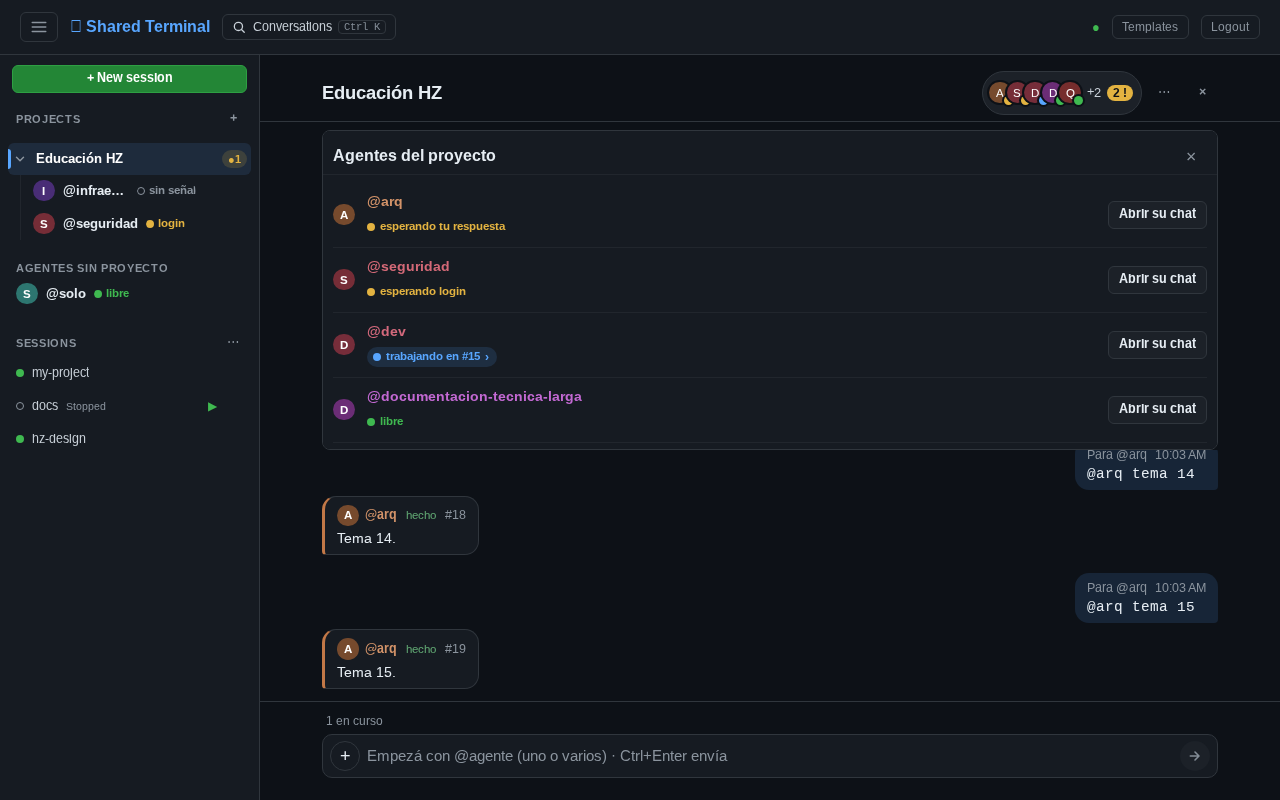 Shared Terminal
Conversations Ctrl K
Templates
Logout
+ New session
PROJECTS +
Educación HZ
1
I @infrae… sin señal
S @seguridad login
AGENTES SIN PROYECTO
S @solo libre
SESSIONS ···
my-project
docs Stopped
hz-design
Educación HZ
A S D D Q +2 2 !
··· ×
Agentes del proyecto ×
A @arq
esperando tu respuesta
Abrir su chat
S @seguridad
esperando login
Abrir su chat
D @dev
trabajando en #15 ›
Abrir su chat
D @documentacion-tecnica-larga
libre
Abrir su chat
Para @arq 10:03 AM
@arq tema 14
A @arq hecho #18
Tema 14.
Para @arq 10:03 AM
@arq tema 15
A @arq hecho #19
Tema 15.
1 en curso
+ Empezá con @agente (uno o varios) · Ctrl+Enter envía